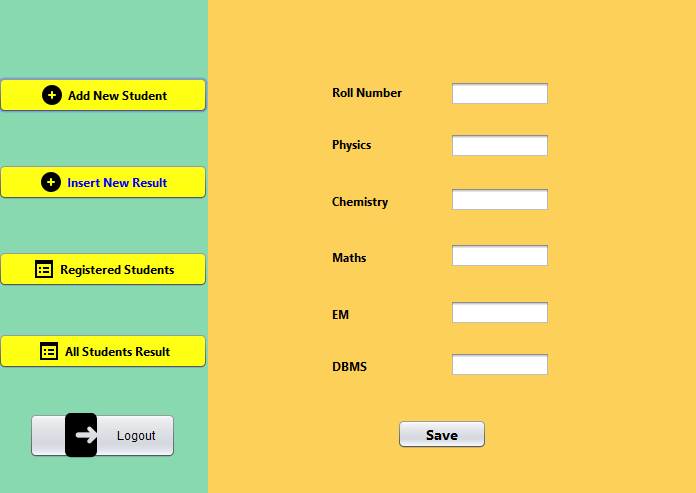 Add New Student
Insert New Result
Registered Students
All Students Result
Logout
Roll Number
Physics
Chemistry
Maths
EM
DBMS
Save